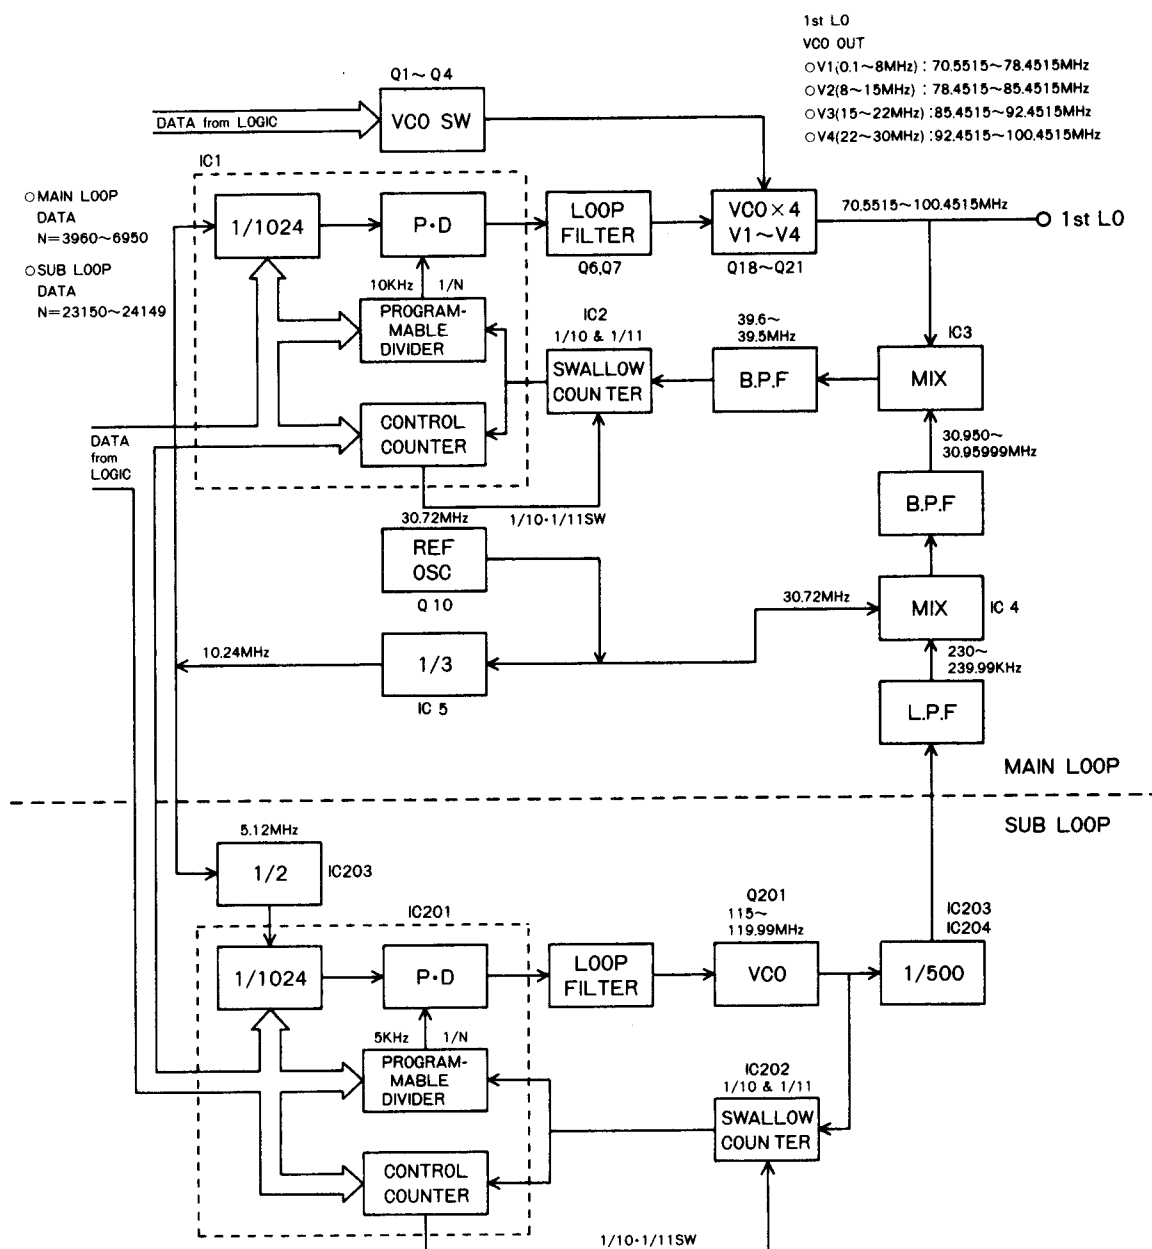 1st LO
VCO OUT
○V1(0.1~8MHz) : 70.5515~78.4515MHz
○V2(8~15MHz) : 78.4515~85.4515MHz
○V3(15~22MHz) : 85.4515~92.4515MHz
○V4(22~30MHz) : 92.4515~100.4515MHz
Q1~Q4
VCO SW
DATA from LOGIC
IC1
○MAIN LOOP
DATA
N=3960~6950
○SUB LOOP
DATA
N=23150~24149
1/1024
P·D
LOOP
FILTER
Q6,Q7
VCO×4
V1~V4
Q18~Q21
70.5515~100.4515MHz
1st LO
10KHz
1/N
PROGRAM-
MABLE
DIVIDER
IC2
1/10 & 1/11
SWALLOW
COUNTER
39.6~
39.5MHz
B.P.F
IC3
MIX
CONTROL
COUNTER
DATA
from
LOGIC
30.950~
30.95999MHz
B.P.F
1/10·1/11SW
30.72MHz
REF
OSC
Q10
30.72MHz
MIX
IC 4
10.24MHz
1/3
IC 5
230~
239.99KHz
L.P.F
MAIN LOOP
SUB LOOP
5.12MHz
1/2
IC203
IC201
1/1024
P·D
LOOP
FILTER
Q201
115~
119.99MHz
VCO
IC203
IC204
1/500
5KHz
1/N
PROGRAM-
MABLE
DIVIDER
IC202
1/10 & 1/11
SWALLOW
COUNTER
CONTROL
COUNTER
1/10·1/11SW